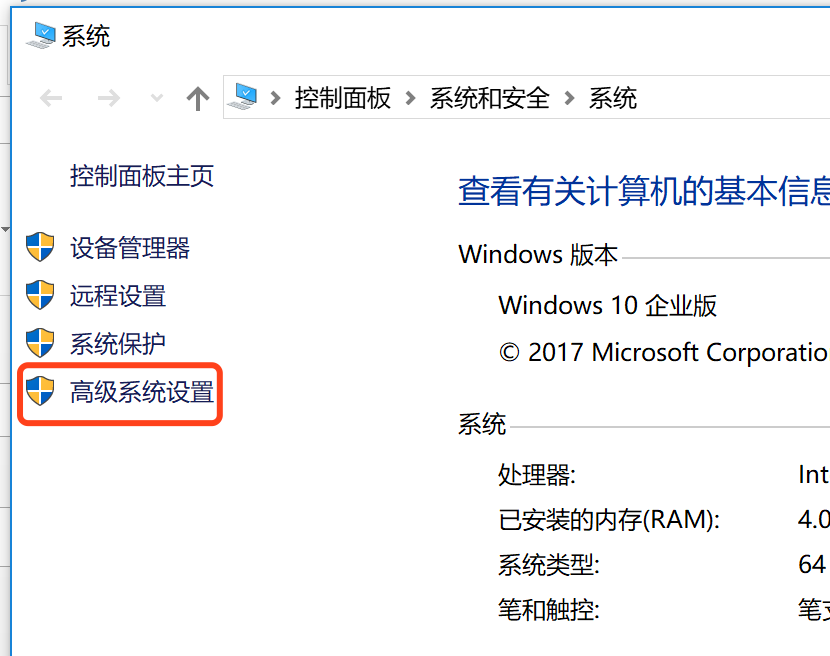 系统
控制面板 > 系统和安全 > 系统
控制面板主页
设备管理器
远程设置
系统保护
高级系统设置
查看有关计算机的基本信息
Windows 版本
Windows 10 企业版
© 2017 Microsoft Corporatio
系统
处理器: Int
已安装的内存(RAM): 4.0
系统类型: 64
笔和触控: 笔